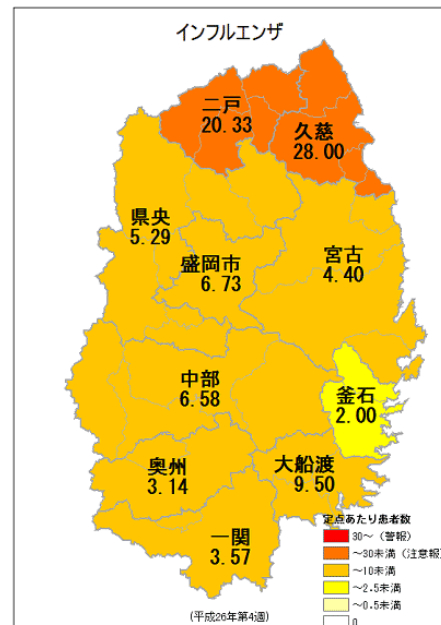 インフルエンザ
二戸
20.33
久慈
28.00
県央
5.29
盛岡市
6.73
宮古
4.40
中部
6.58
釜石
2.00
奥州
3.14
大船渡
9.50
一関
3.57
定点あたり患者数
30～（警報）
～30未満（注意報）
～10未満
～2.5未満
～0.5未満
0
(平成26年第4週)